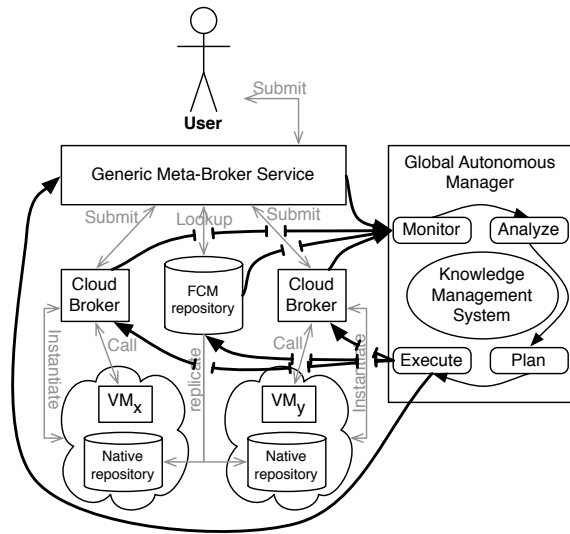 Submit
User
Generic Meta-Broker Service
Global Autonomous
Manager
Submit
Lookup
Submit
Monitor
Analyze
Cloud
Broker
FCM
repository
Cloud
Broker
Knowledge
Management
System
Instantiate
Call
replicate
Call
Instantiate
Execute
Plan
VMx
VMy
Native
repository
Native
repository